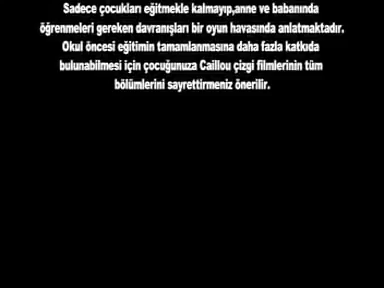 Sadece çocukları eğitmekle kalmayıp,anne ve babanında
öğrenmeleri gereken davranışları bir oyun havasında anlatmaktadır.
Okul öncesi eğitimin tamamlanmasına daha fazla katkıda
bulunabilmesi için çocuğunuza Caillou çizgi filmlerinin tüm
bölümlerini sayrettirmeniz önerilir.